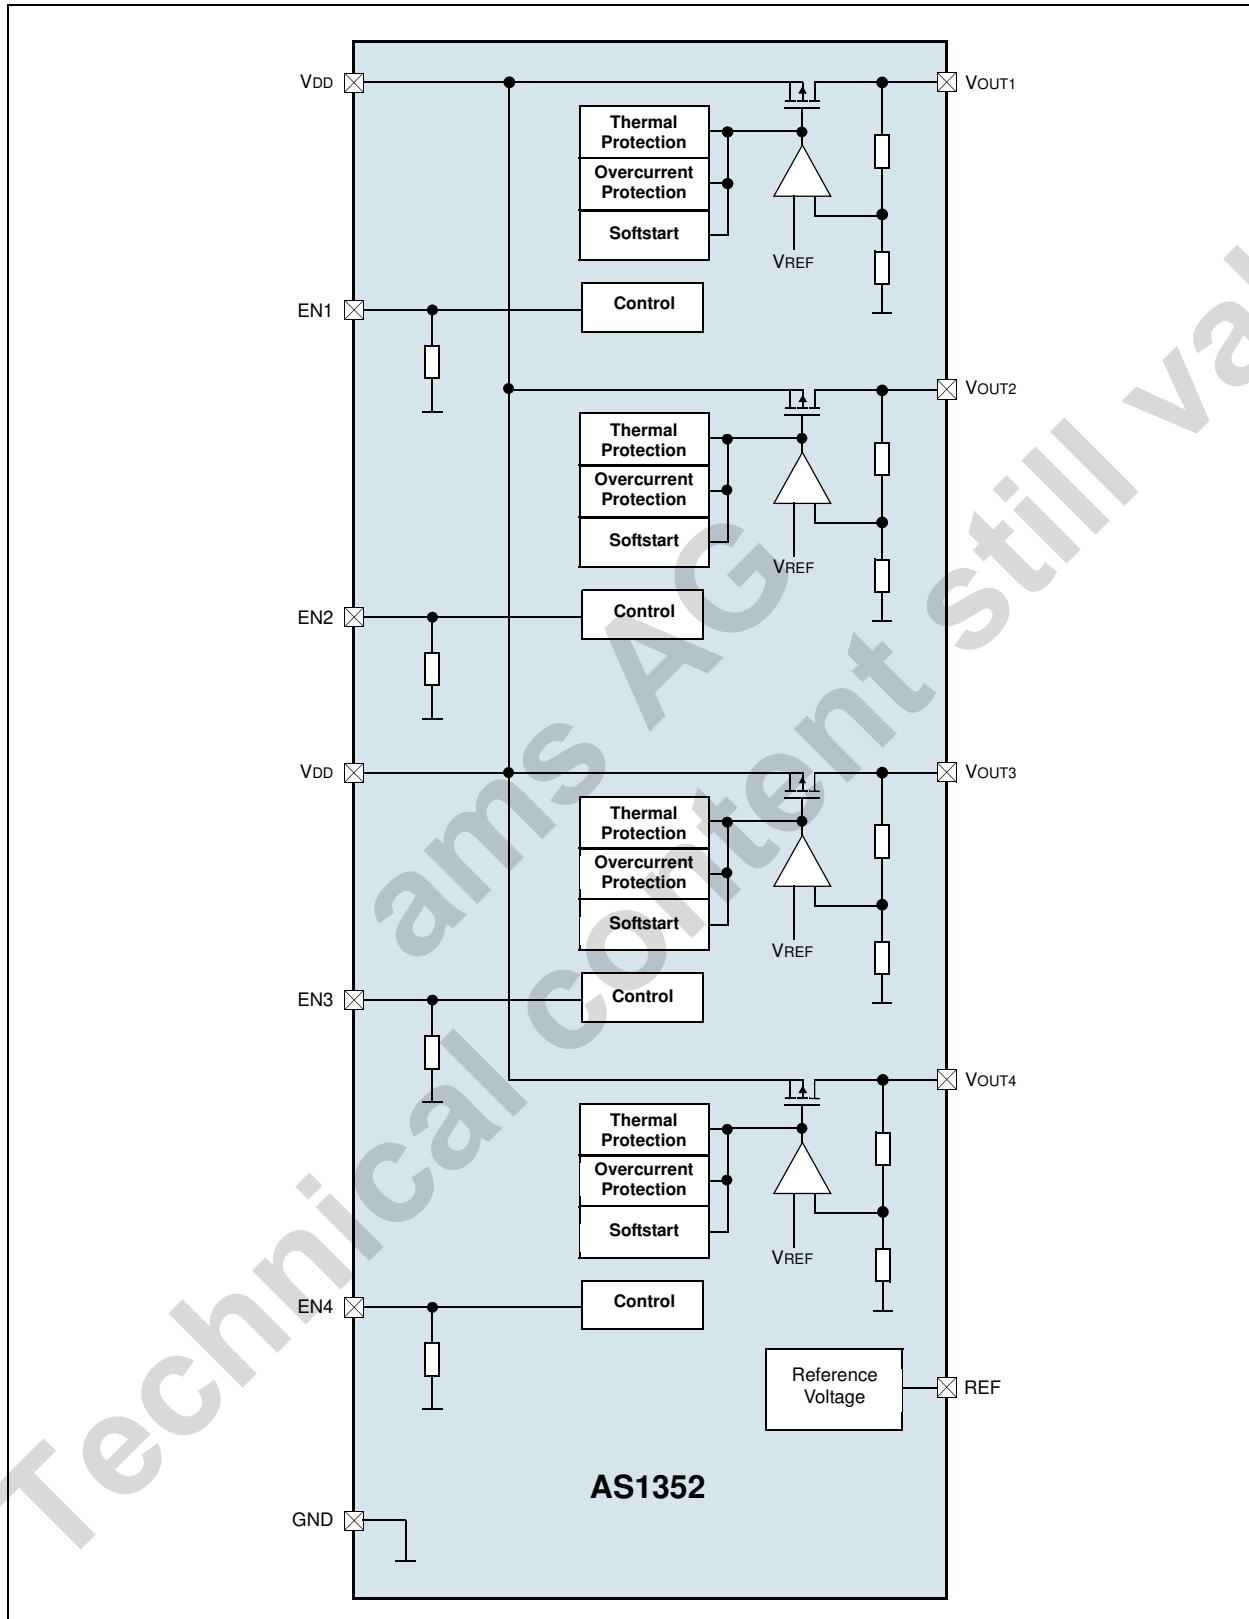 VDD
VOUT1
Thermal
Protection
Overcurrent
Protection
Softstart
VREF
EN1
Control
VOUT2
Thermal
Protection
Overcurrent
Protection
Softstart
VREF
EN2
Control
VDD
VOUT3
Thermal
Protection
Overcurrent
Protection
Softstart
VREF
EN3
Control
VOUT4
Thermal
Protection
Overcurrent
Protection
Softstart
VREF
EN4
Control
Reference
Voltage
REF
AS1352
GND
ams AG
Technical content still